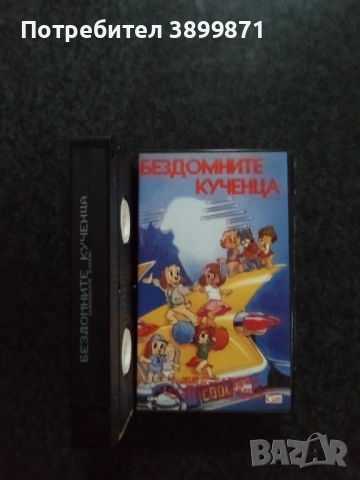 Потребител 3899871
БЕЗДОМНИТЕ
КУЧЕНЦА
БЕЗДОМНИТЕ КУЧЕНЦА
COOL
BAZAR